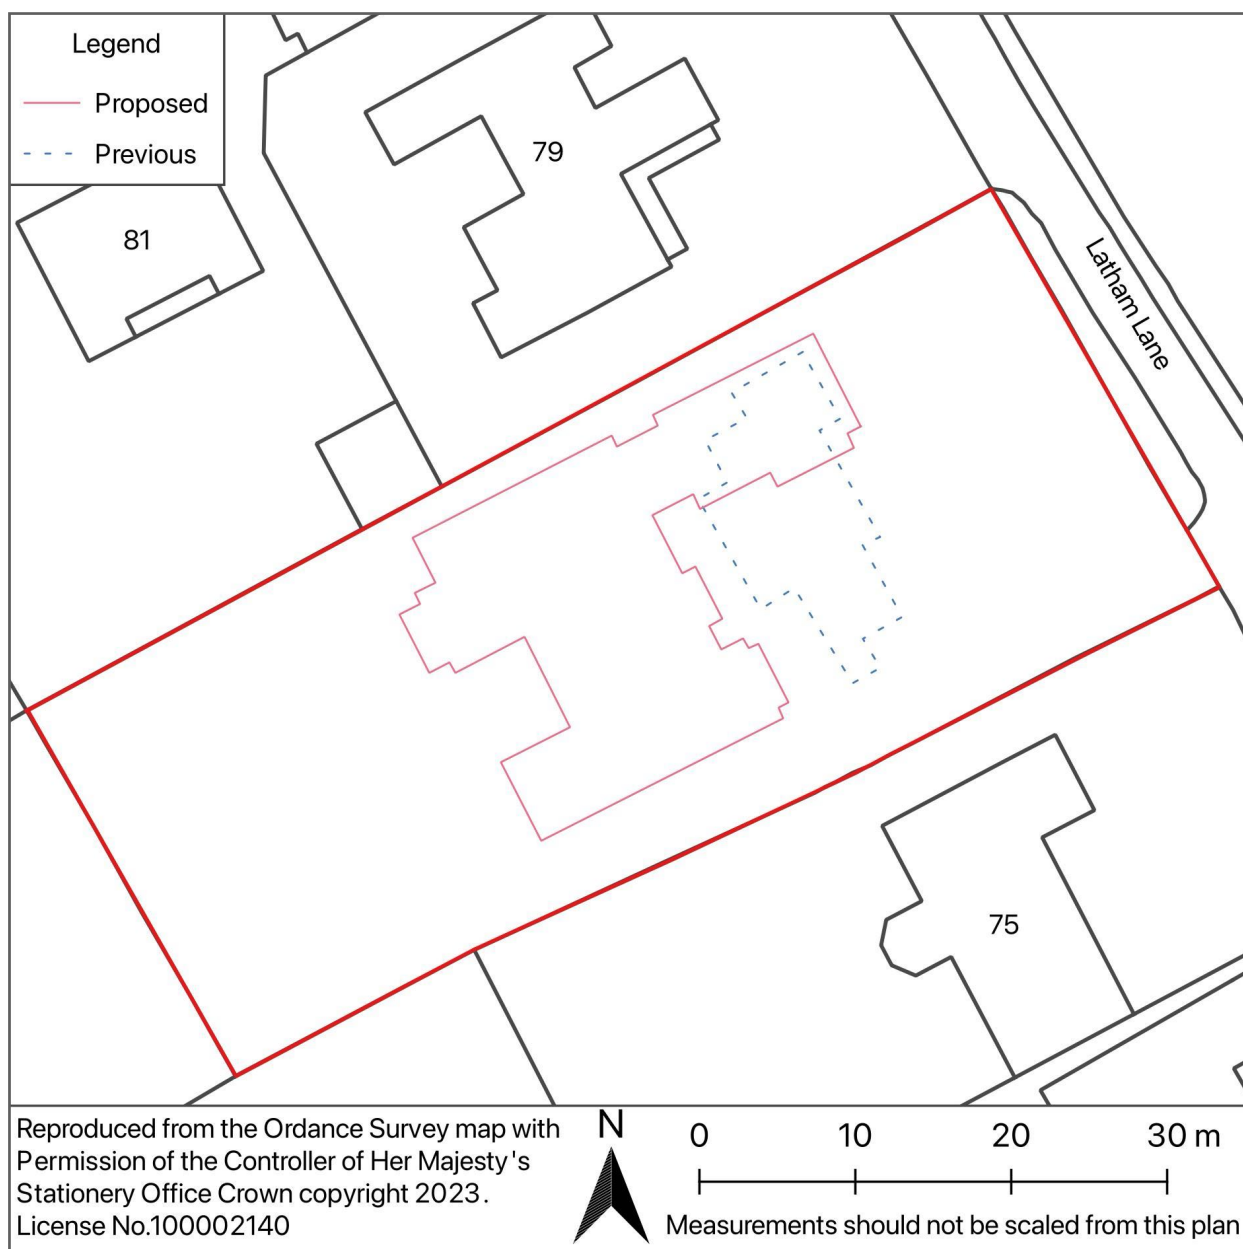 Legend
Proposed
Previous
79
81
Latham Lane
75
Reproduced from the Ordance Survey map with
Permission of the Controller of Her Majesty's
Stationery Office Crown copyright 2023.
License No.100002140
N
0 10 20 30 m
Measurements should not be scaled from this plan